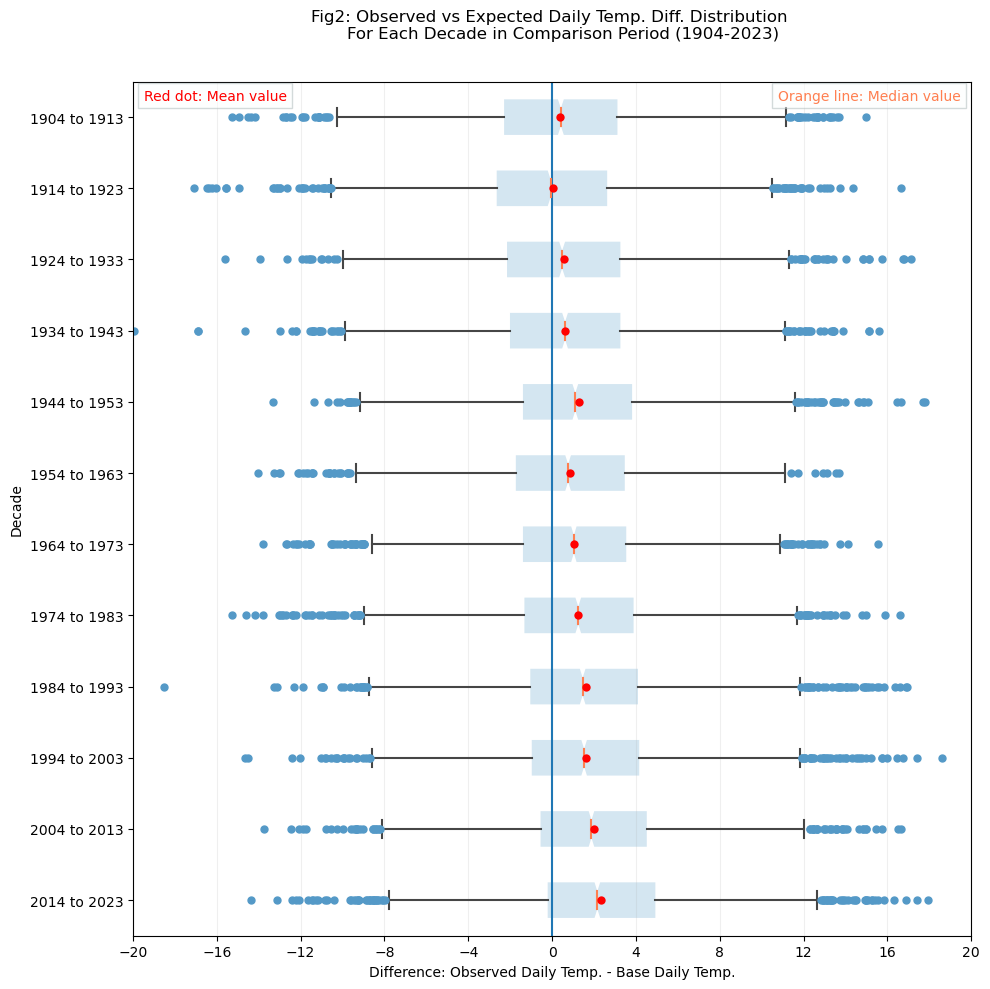 Fig2: Observed vs Expected Daily Temp. Diff. Distribution
For Each Decade in Comparison Period (1904-2023)
Red dot: Mean value
Orange line: Median value
1904 to 1913
1914 to 1923
1924 to 1933
1934 to 1943
1944 to 1953
1954 to 1963
1964 to 1973
1974 to 1983
1984 to 1993
1994 to 2003
2004 to 2013
2014 to 2023
Decade
−20 −16 −12 −8 −4 0 4 8 12 16 20
Difference: Observed Daily Temp. - Base Daily Temp.